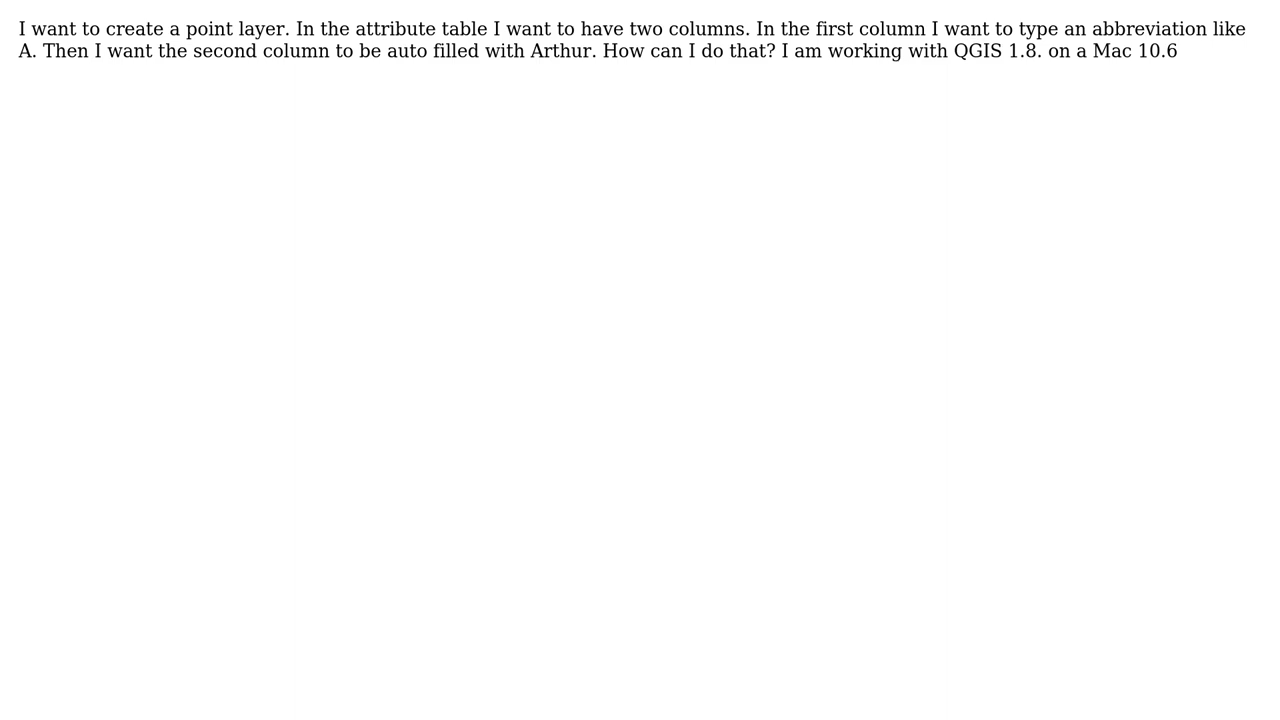 I want to create a point layer. In the attribute table I want to have two columns. In the first column I want to type an abbreviation like
A. Then I want the second column to be auto filled with Arthur. How can I do that? I am working with QGIS 1.8. on a Mac 10.6